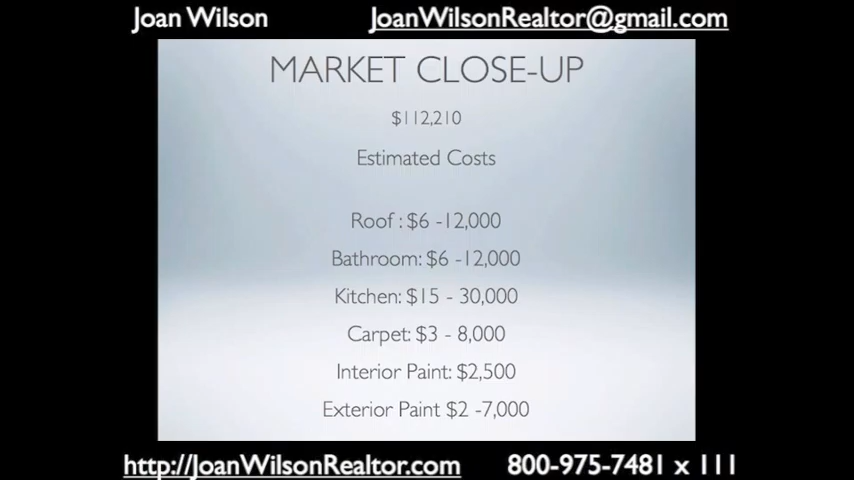 Joan Wilson JoanWilsonRealtor@gmail.com
MARKET CLOSE-UP
$112,210
Estimated Costs
Roof : $6 -12,000
Bathroom: $6 -12,000
Kitchen: $15 - 30,000
Carpet: $3 - 8,000
Interior Paint: $2,500
Exterior Paint $2 -7,000
http://JoanWilsonRealtor.com 800-975-7481 x 111